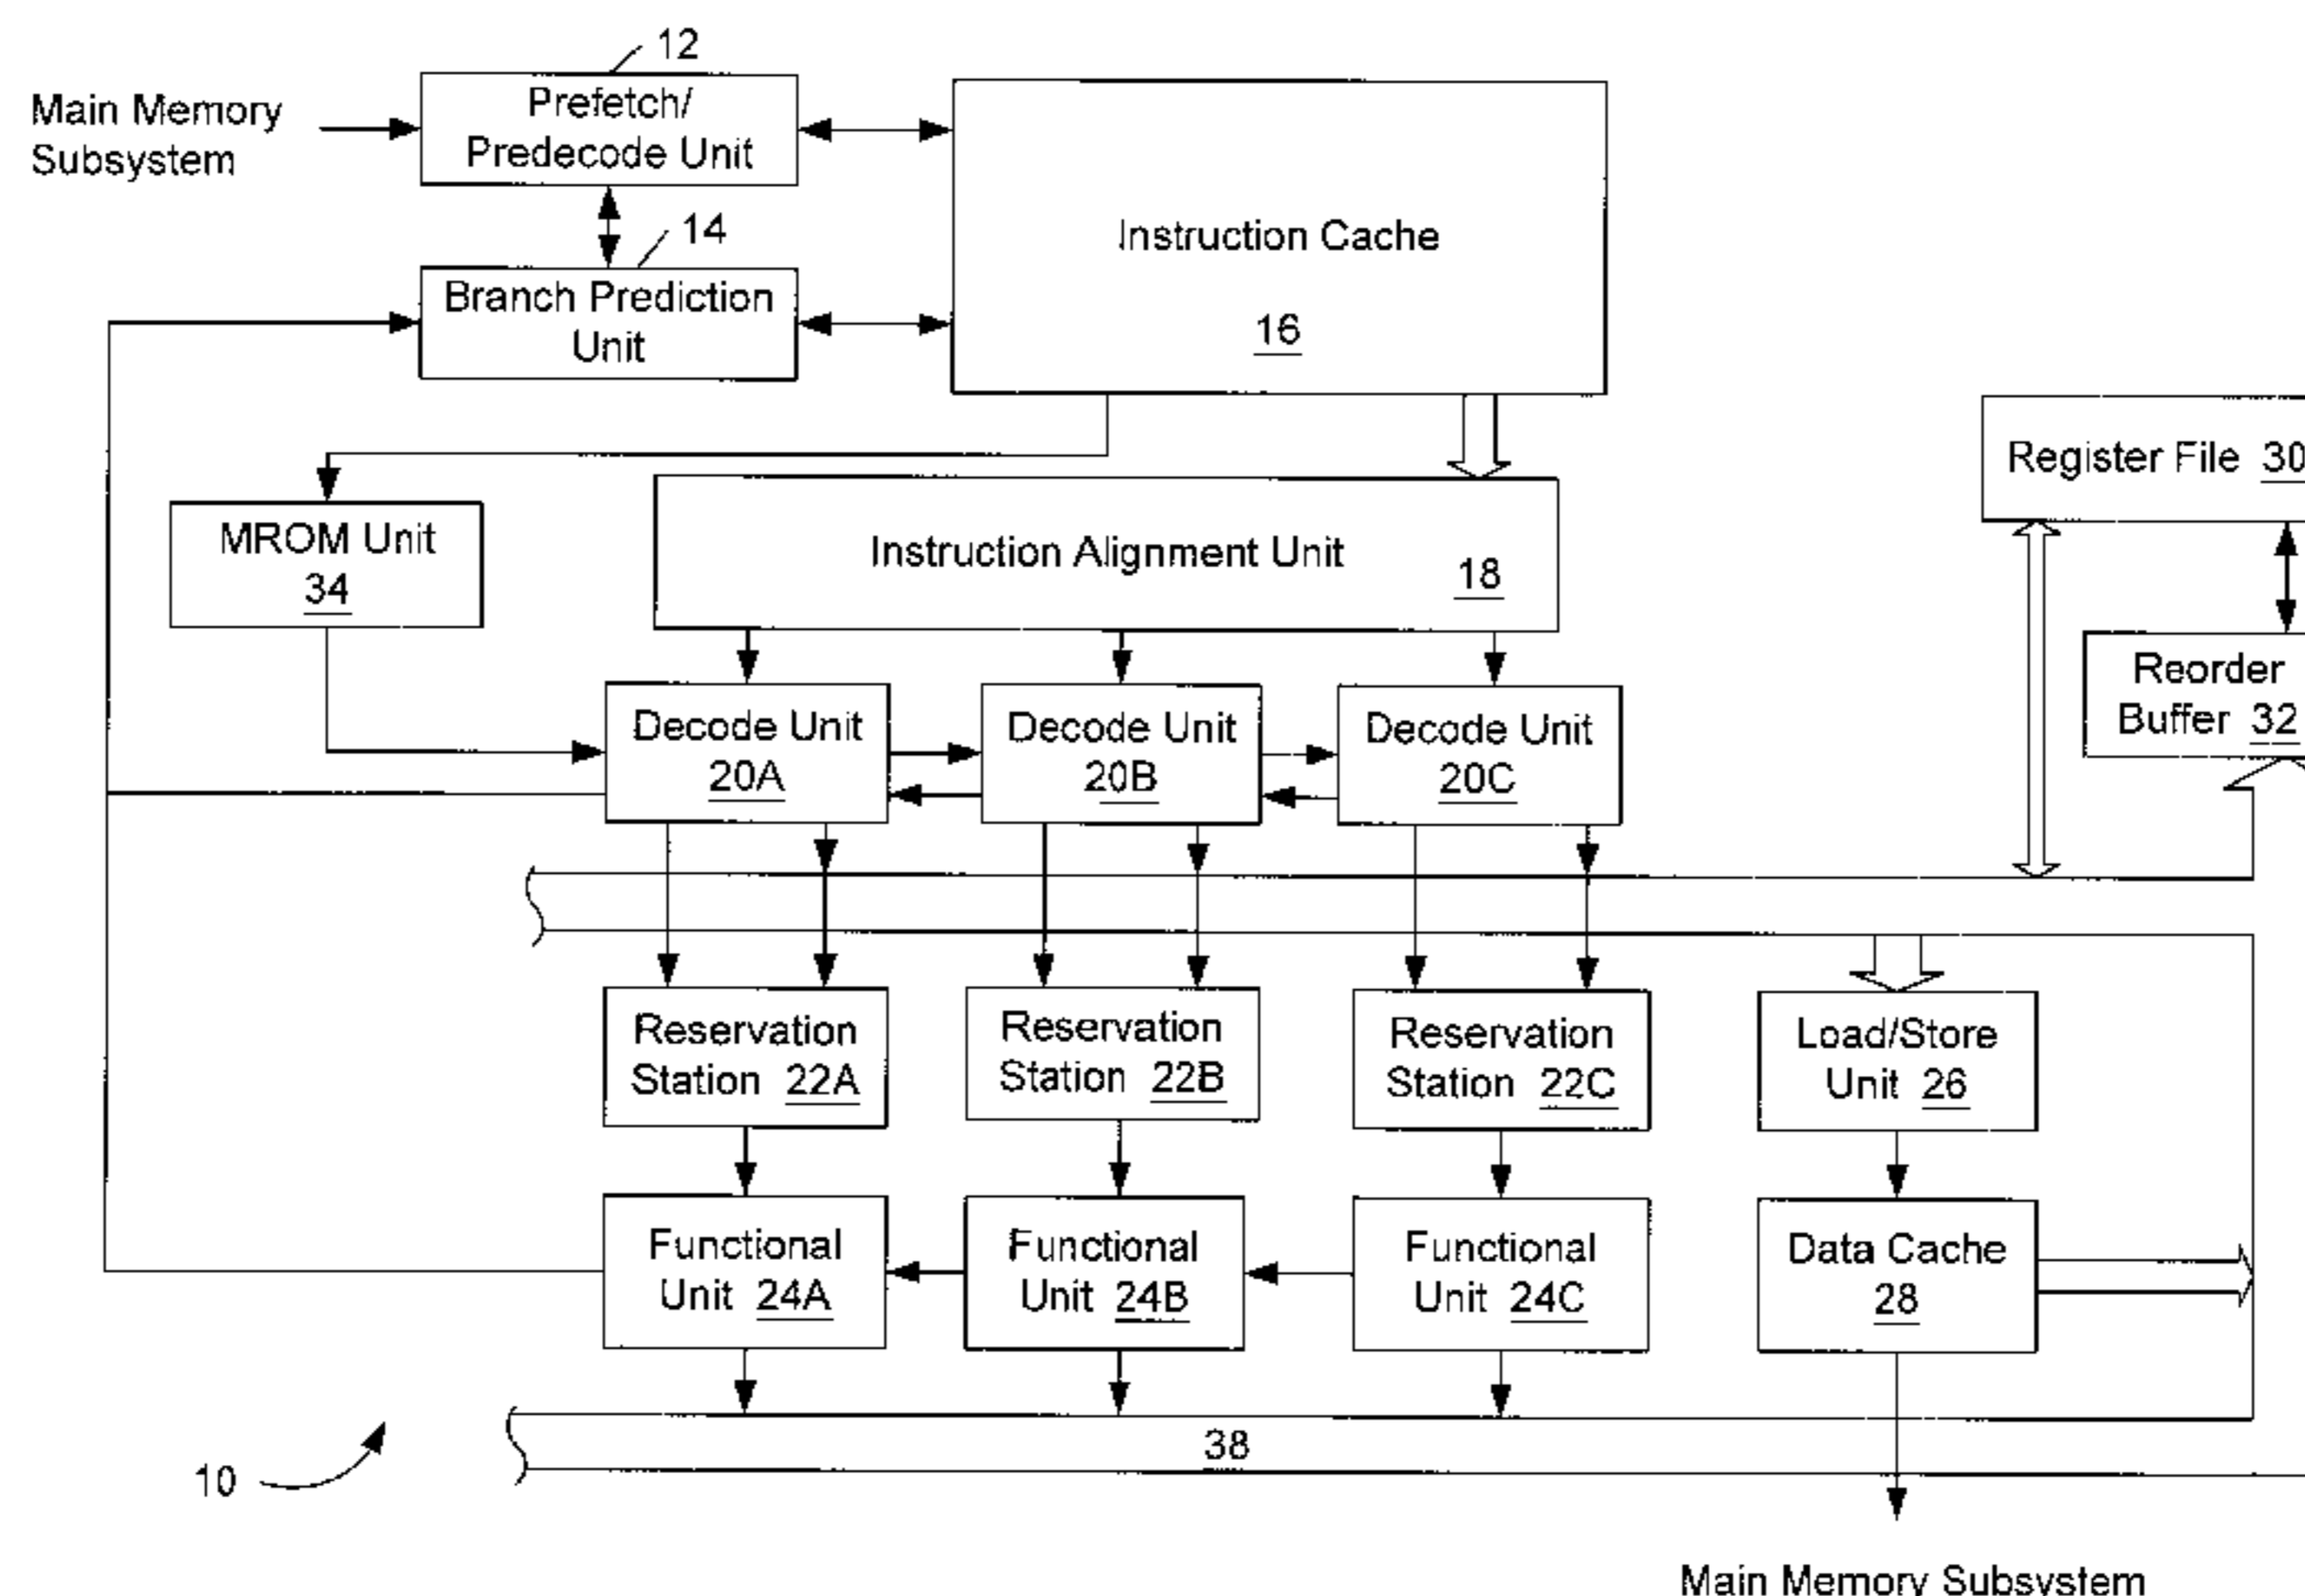 12
Main Memory
Subsystem
Prefetch/
Predecode Unit
14
Branch Prediction
Unit
Instruction Cache
16
Register File 30
MROM Unit
34
Instruction Alignment Unit
18
Reorder
Buffer 32
Decode Unit
20A
Decode Unit
20B
Decode Unit
20C
Reservation
Station 22A
Reservation
Station 22B
Reservation
Station 22C
Load/Store
Unit 26
Functional
Unit 24A
Functional
Unit 24B
Functional
Unit 24C
Data Cache
28
38
10
Main Memory Subsystem